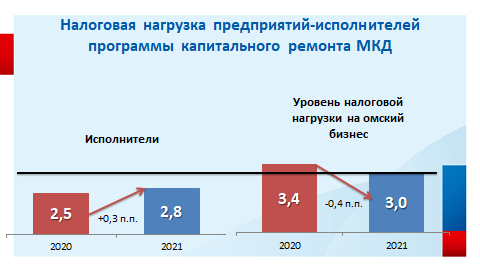 Налоговая нагрузка предприятий-исполнителей
программы капитального ремонта МКД
Исполнители
2,5
+0,3 п.п.
2,8
2020
2021
Уровень налоговой
нагрузки на омский
бизнес
3,4
-0,4 п.п.
3,0
2020
2021